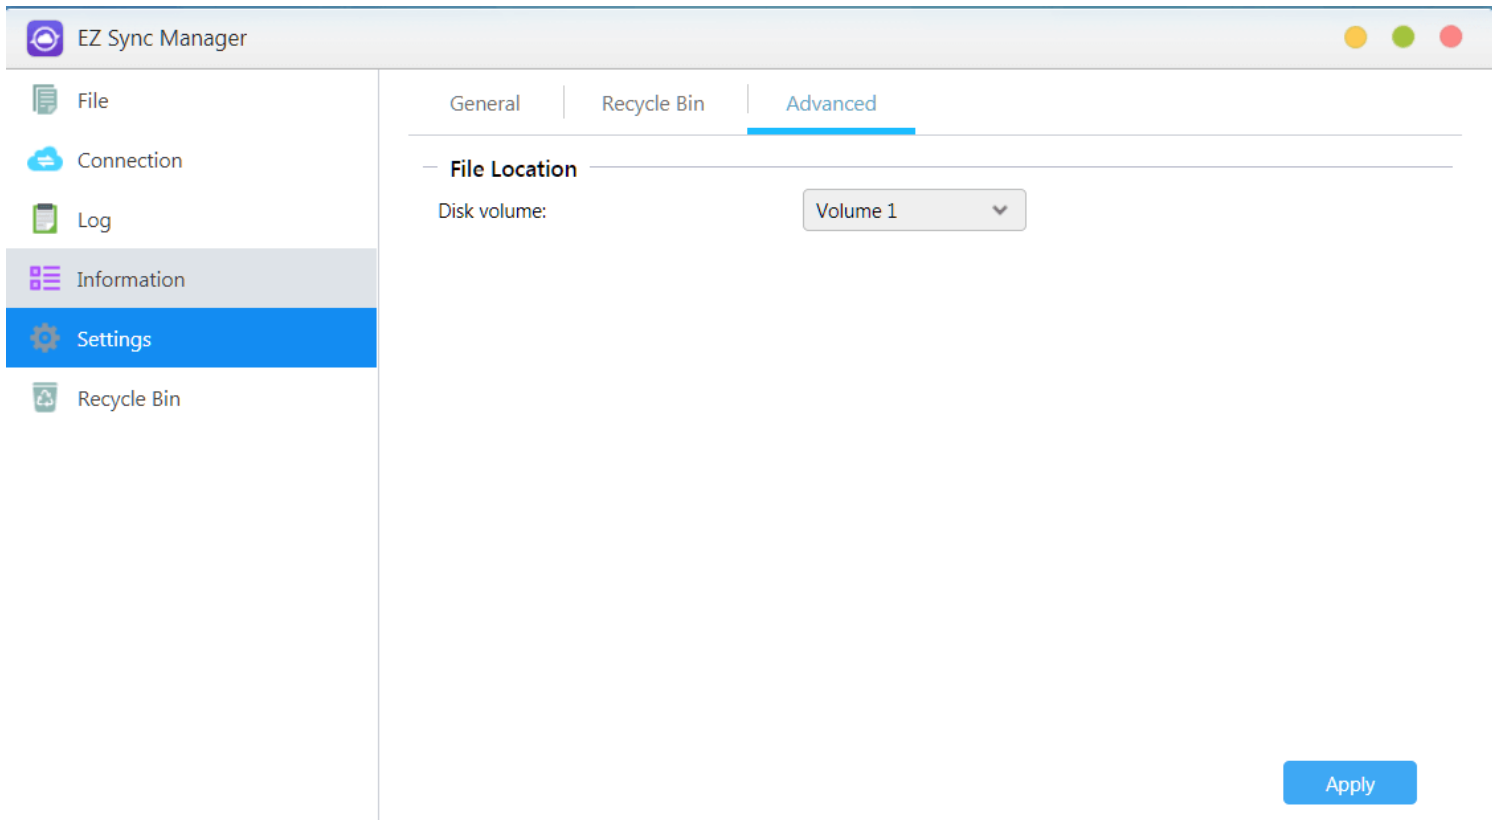 EZ Sync Manager
File
Connection
Log
Information
Settings
Recycle Bin
General
Recycle Bin
Advanced
File Location
Disk volume:
Volume 1
Apply